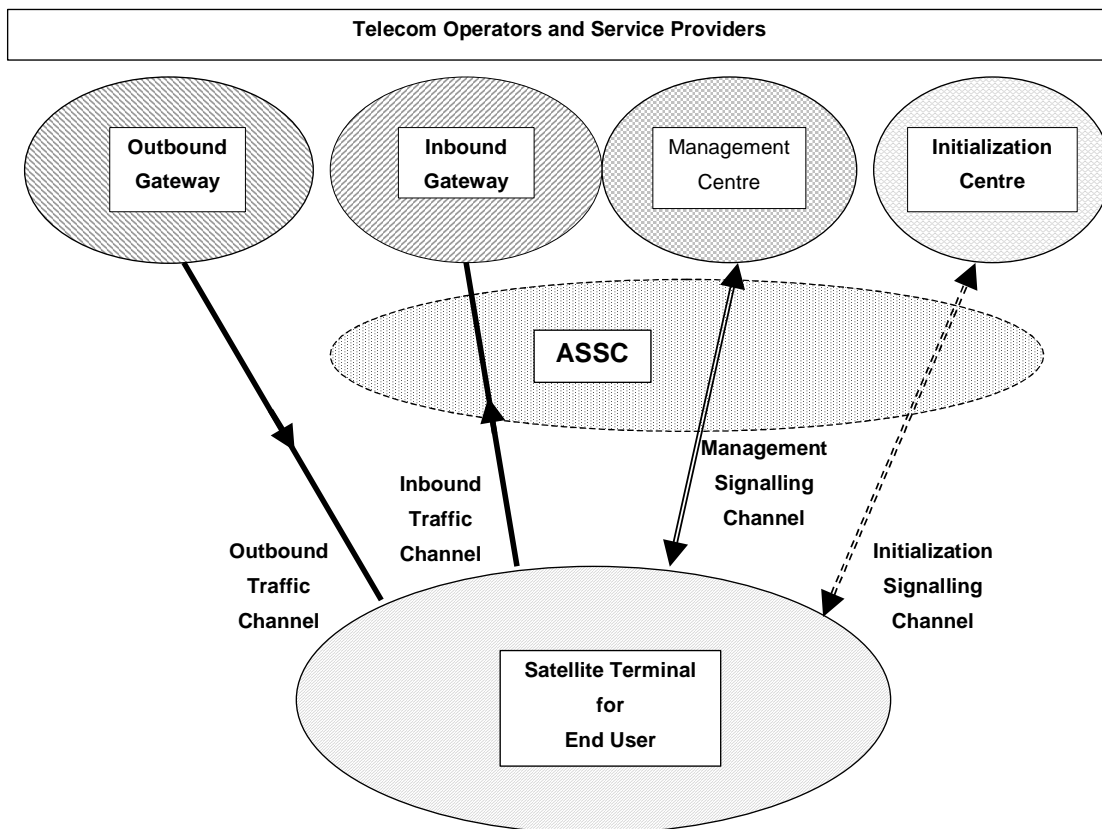 Telecom Operators and Service Providers
Outbound
Gateway
Inbound
Gateway
Management
Centre
Initialization
Centre
ASSC
Management
Signalling
Channel
Inbound
Traffic
Channel
Outbound
Traffic
Channel
Initialization
Signalling
Channel
Satellite Terminal
for
End User